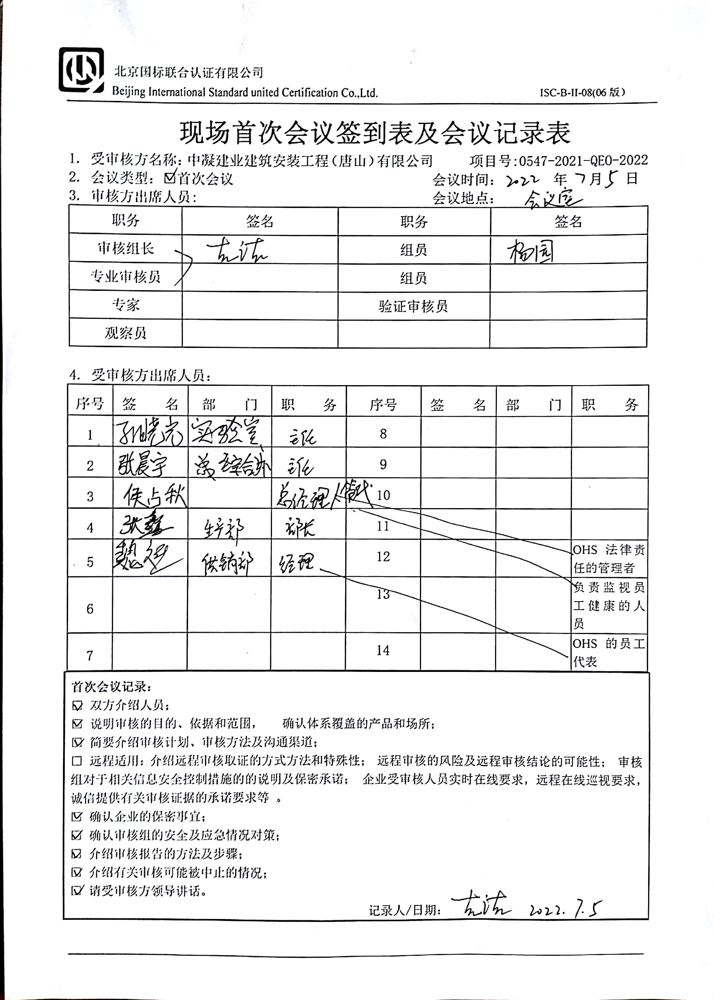 北京国标联合认证有限公司
Beijing International Standard united Certification Co.,Ltd.
ISC-B-II-08(06 版)
现场首次会议签到表及会议记录表
1. 受审核方名称：中凝建业建筑安装工程（唐山）有限公司 项目号:0547-2021-QEO-2022
2. 会议类型：☑首次会议 会议时间：2022 年 7月5 日
3. 审核方出席人员： 会议地点： 会议室
职务 签名 职务 签名
审核组长 组员 杨园
专业审核员 组员
专家 验证审核员
观察员
4. 受审核方出席人员：
序号 签 名 部 门 职 务 序号 签 名 部 门 职 务
1 孙晓光 实验室 主任 8
2 张晨宇 综合办 主任 9
3 侯占秋 总经理/管代 10
4 张鑫 生产部 部长 11
5 魏 供销部 经理 12 OHS 法律责任的管理者
6 13 负责监视员工健康的人员
7 14 OHS 的员工代表
首次会议记录：
☑ 双方介绍人员；
☑ 说明审核的目的、依据和范围， 确认体系覆盖的产品和场所；
☑ 简要介绍审核计划、审核方法及沟通渠道；
□ 远程适用：介绍远程审核取证的方式方法和特殊性； 远程审核的风险及远程审核结论的可能性； 审核
组对于相关信息安全控制措施的的说明及保密承诺； 企业受审核人员实时在线要求，远程在线巡视要求，
诚信提供有关审核证据的承诺要求等 。
☑ 确认企业的保密事宜；
☑ 确认审核组的安全及应急情况对策；
☑ 介绍审核报告的方法及步骤；
☑ 介绍有关审核可能被中止的情况；
☑ 请受审核方领导讲话。
记录人/日期： 2022.7.5